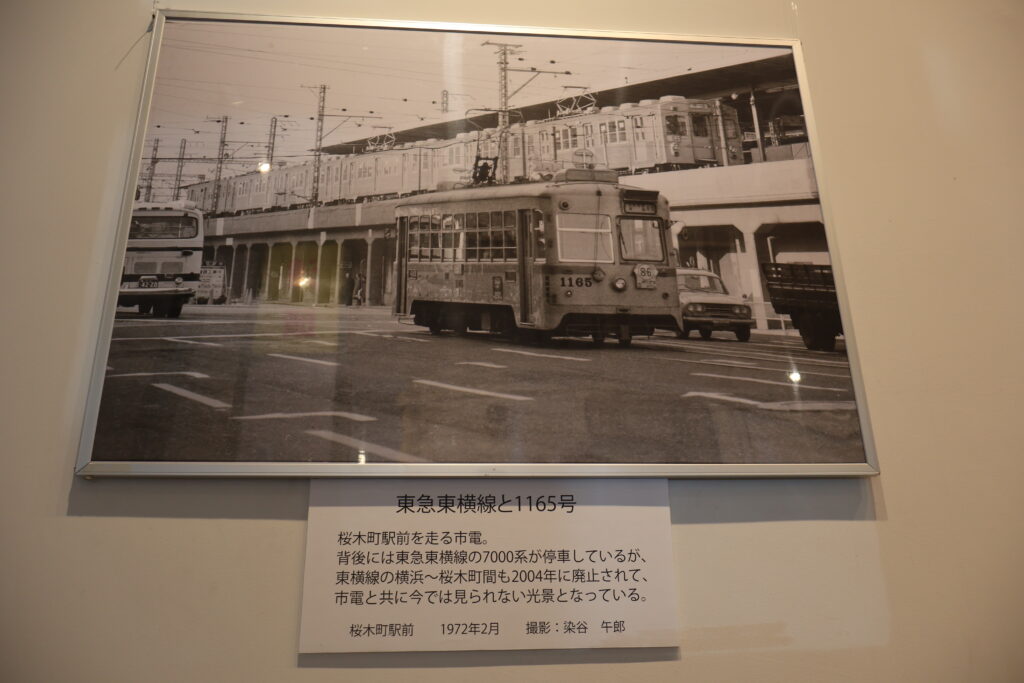 1165
86
東急東横線と1165号
桜木町駅前を走る市電。
背後には東急東横線の7000系が停車しているが、
東横線の横浜～桜木町間も2004年に廃止されて、
市電と共に今では見られない光景となっている。
桜木町駅前 1972年2月 撮影：染谷 午郎